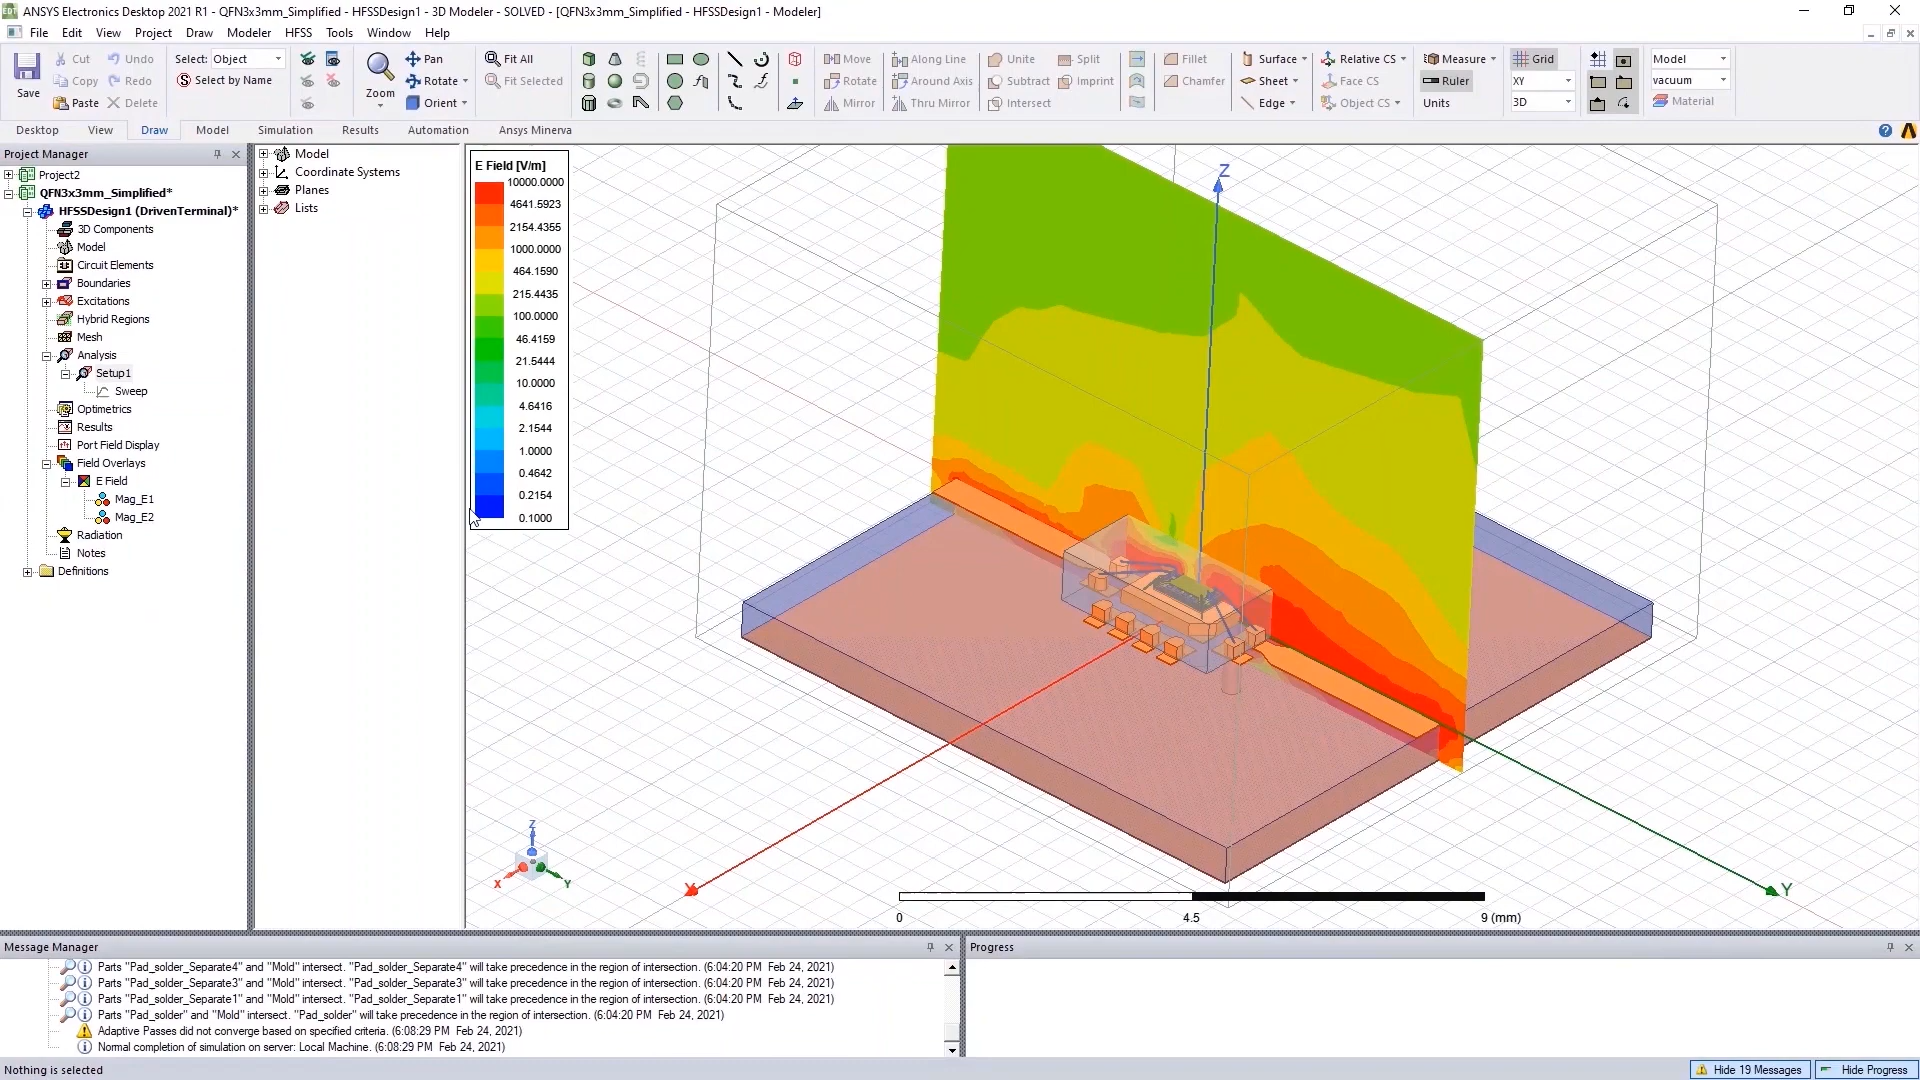 ANSYS Electronics Desktop 2021 R1 - QFN3x3mm_Simplified - HFSSDesign1 - 3D Modeler - SOLVED - [QFN3x3mm_Simplified - HFSSDesign1 - Modeler]
File Edit View Project Draw Modeler HFSS Tools Window Help
Save
Cut
Copy
Paste
Undo
Redo
Delete
Select: Object
Select by Name
Zoom
Pan
Rotate
Orient
Fit All
Fit Selected
Move
Rotate
Mirror
Along Line
Around Axis
Thru Mirror
Unite
Subtract
Intersect
Split
Imprint
Fillet
Chamfer
Surface
Sheet
Edge
Relative CS
Face CS
Object CS
Measure
Ruler
Units
Grid
XY
3D
Model
vacuum
Material
Desktop View Draw Model Simulation Results Automation Ansys Minerva
Project Manager
Project2
QFN3x3mm_Simplified*
HFSSDesign1 (DrivenTerminal)*
3D Components
Model
Circuit Elements
Boundaries
Excitations
Hybrid Regions
Mesh
Analysis
Setup1
Sweep
Optimetrics
Results
Port Field Display
Field Overlays
E Field
Mag_E1
Mag_E2
Radiation
Notes
Definitions
Model
Coordinate Systems
Planes
Lists
E Field [V/m]
10000.0000
4641.5923
2154.4355
1000.0000
464.1590
215.4435
100.0000
46.4159
21.5444
10.0000
4.6416
2.1544
1.0000
0.4642
0.2154
0.1000
Z
X
Y
Z
X
Y
0 4.5 9 (mm)
Message Manager
Parts "Pad_solder_Separate4" and "Mold" intersect. "Pad_solder_Separate4" will take precedence in the region of intersection. (6:04:20 PM Feb 24, 2021)
Parts "Pad_solder_Separate3" and "Mold" intersect. "Pad_solder_Separate3" will take precedence in the region of intersection. (6:04:20 PM Feb 24, 2021)
Parts "Pad_solder_Separate1" and "Mold" intersect. "Pad_solder_Separate1" will take precedence in the region of intersection. (6:04:20 PM Feb 24, 2021)
Parts "Pad_solder" and "Mold" intersect. "Pad_solder" will take precedence in the region of intersection. (6:04:20 PM Feb 24, 2021)
Adaptive Passes did not converge based on specified criteria. (6:08:29 PM Feb 24, 2021)
Normal completion of simulation on server: Local Machine. (6:08:29 PM Feb 24, 2021)
Progress
Nothing is selected
Hide 19 Messages
Hide Progress